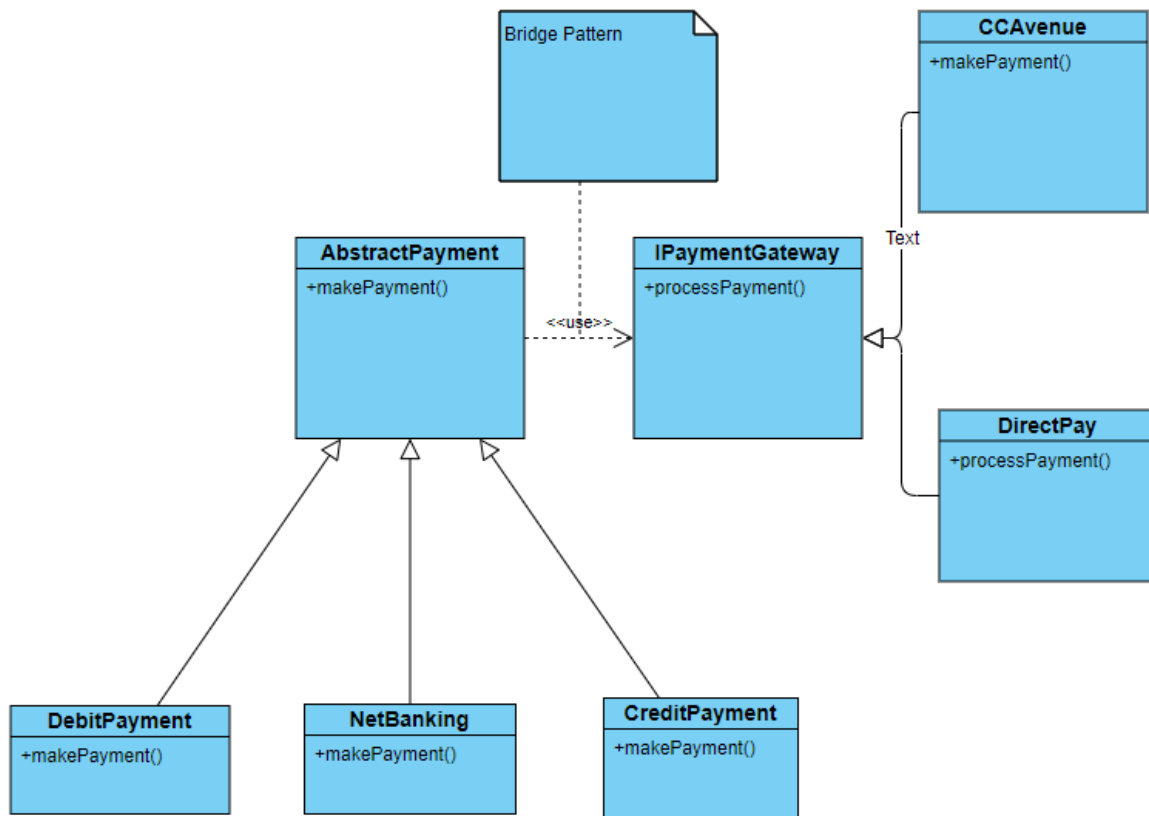 Bridge Pattern
CCAvenue
+makePayment()
Text
AbstractPayment
+makePayment()
<<use>>
IPaymentGateway
+processPayment()
DirectPay
+processPayment()
DebitPayment
+makePayment()
NetBanking
+makePayment()
CreditPayment
+makePayment()